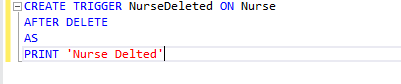 CREATE TRIGGER NurseDeleted ON Nurse
AFTER DELETE
AS
PRINT 'Nurse Delted'